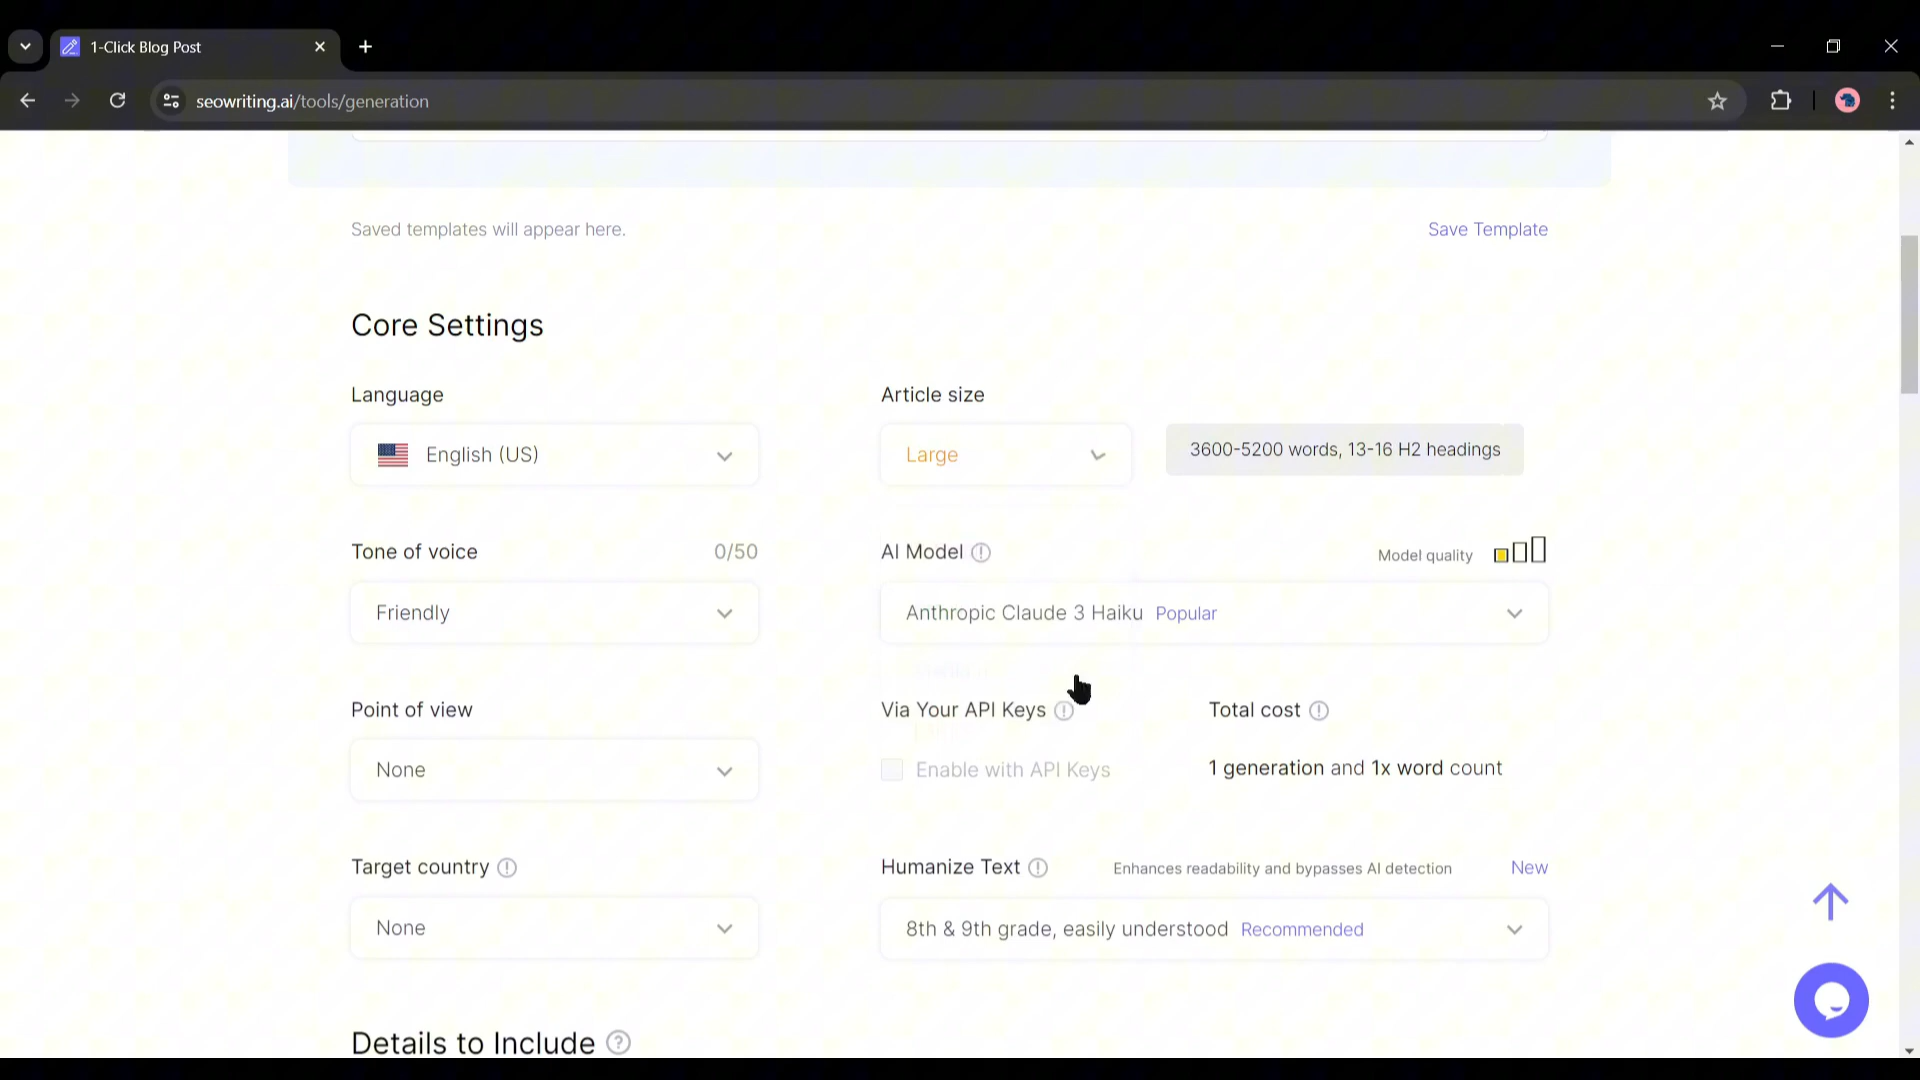 1-Click Blog Post
seowriting.ai/tools/generation
Saved templates will appear here.
Save Template
Core Settings
Language
Article size
English (US)
Large
3600-5200 words, 13-16 H2 headings
Tone of voice
0/50
AI Model
Model quality
Friendly
Anthropic Claude 3 Haiku Popular
Point of view
Via Your API Keys
Total cost
None
Enable with API Keys
1 generation and 1x word count
Target country
Humanize Text
Enhances readability and bypasses AI detection
New
None
8th & 9th grade, easily understood Recommended
Details to Include